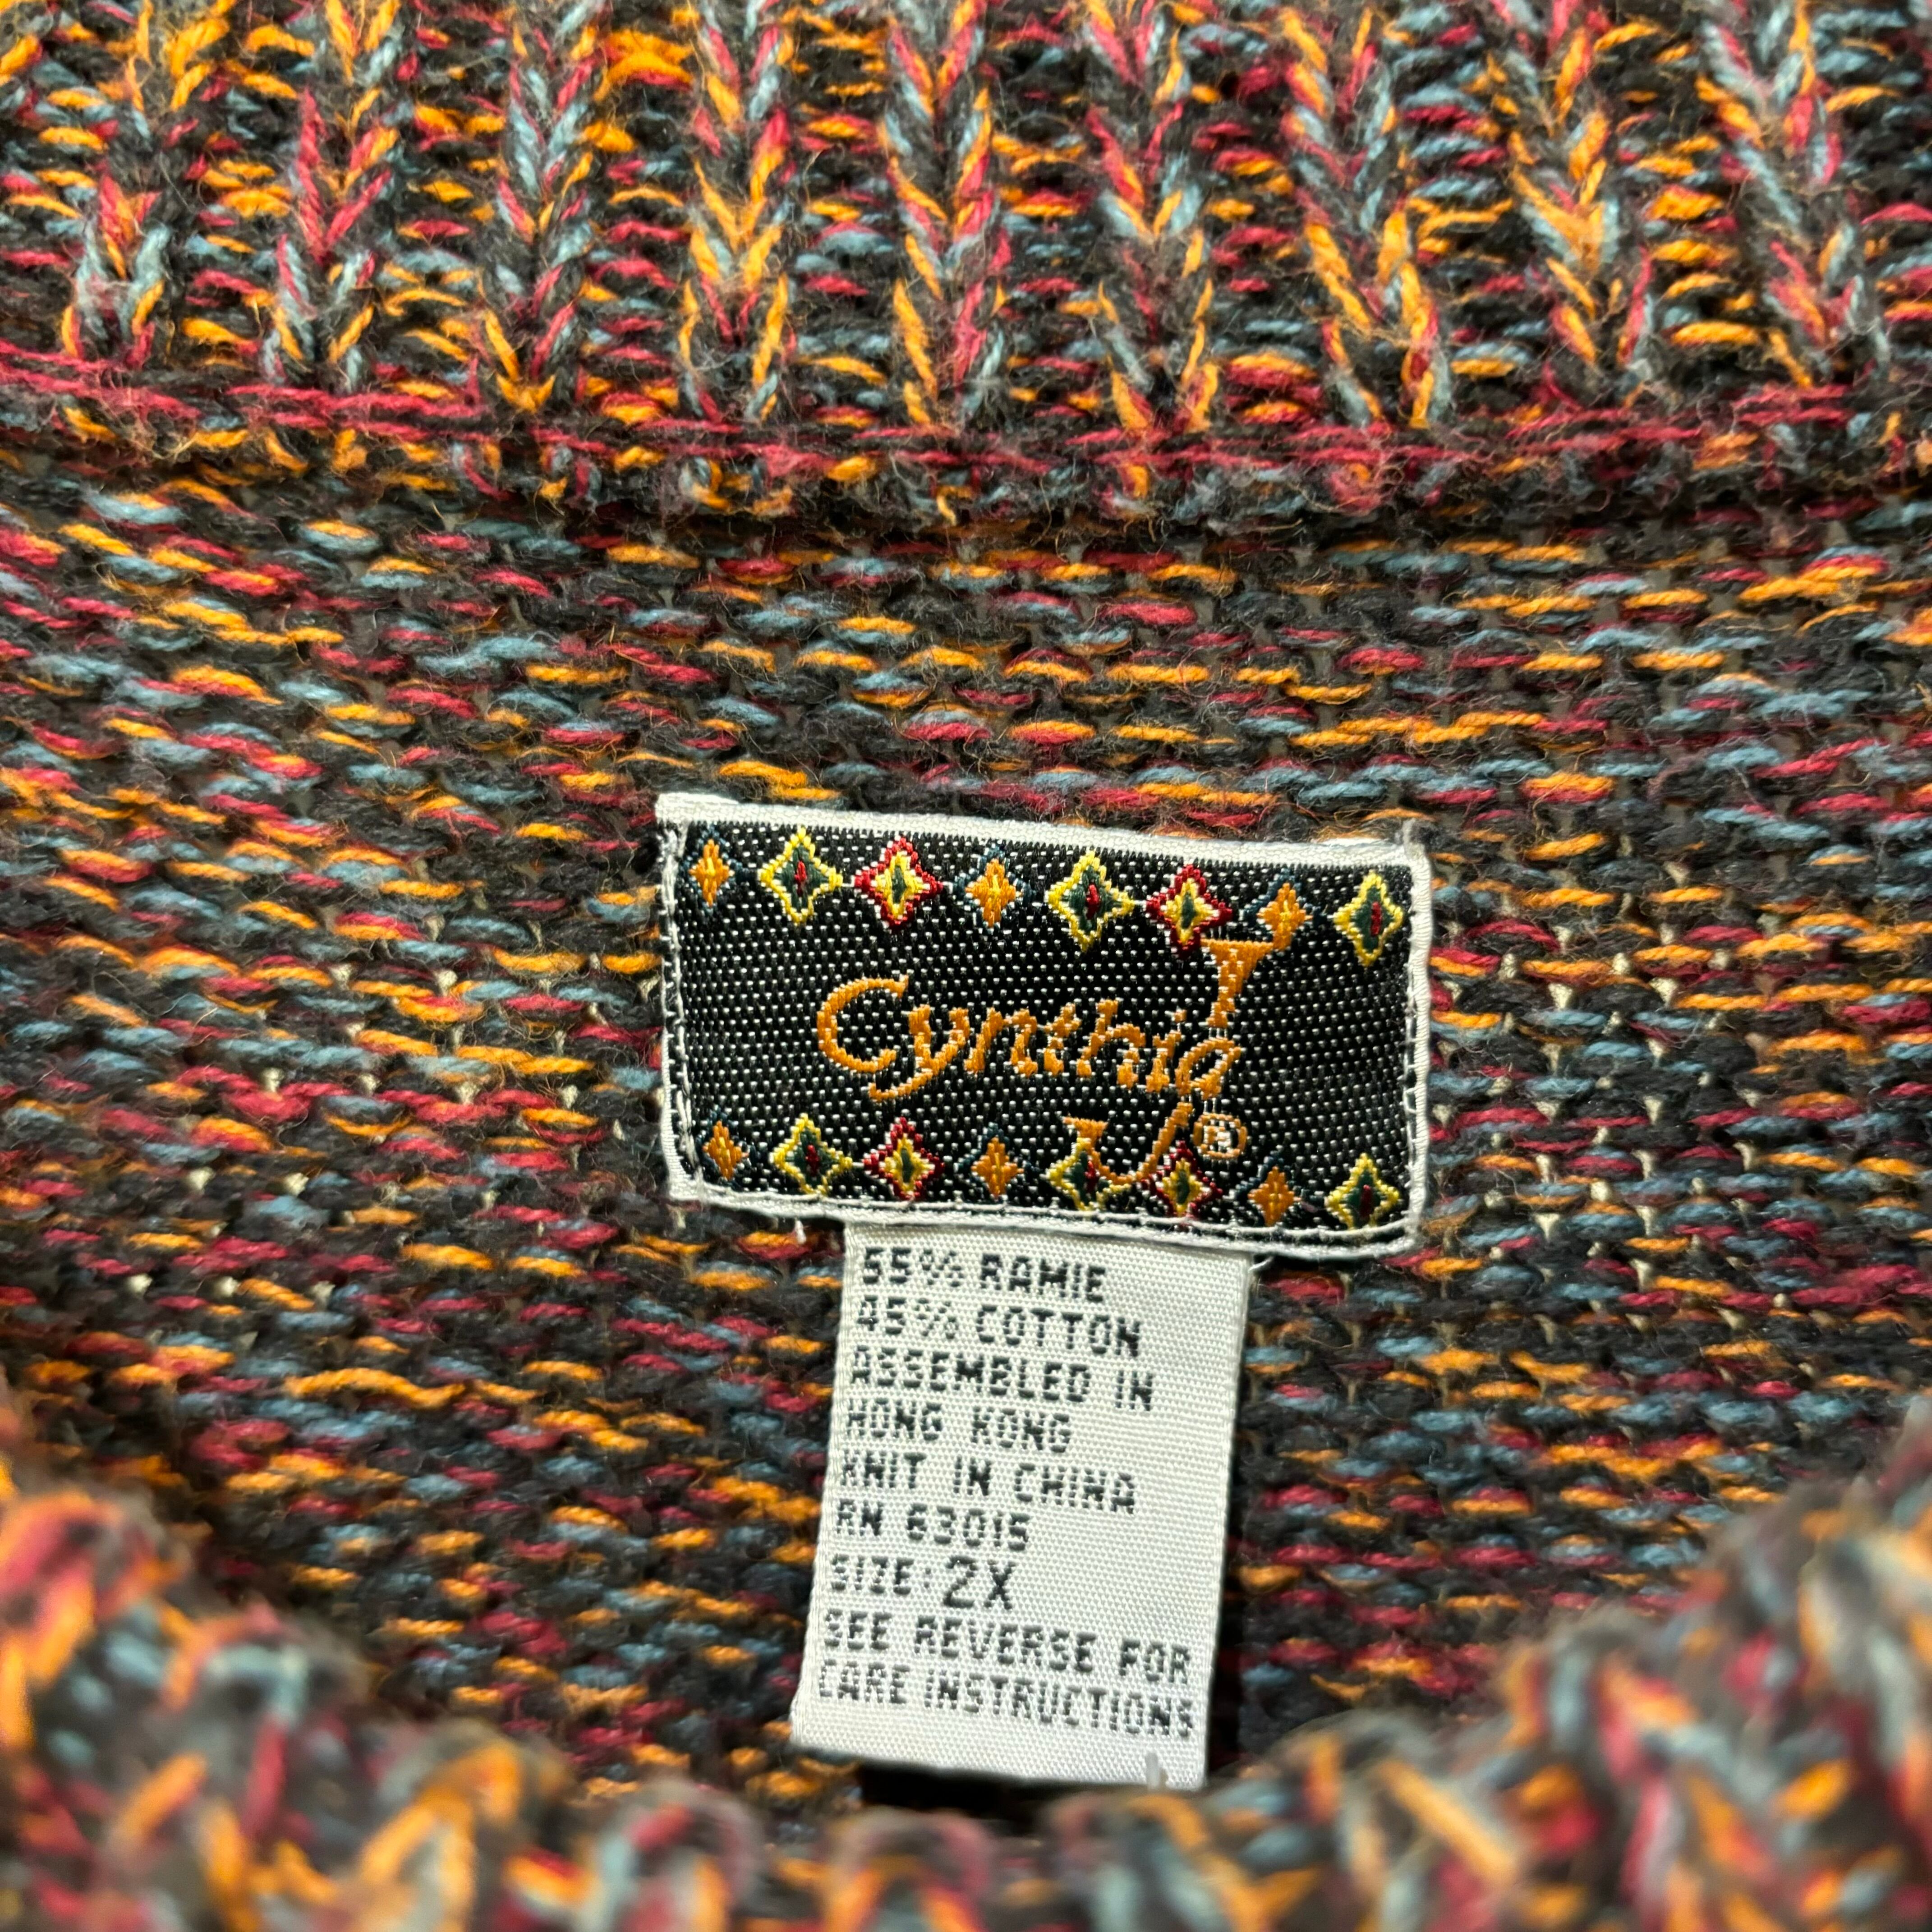 Cynthia J®
55% RAMIE
45% COTTON
ASSEMBLED IN
HONG KONG
KNIT IN CHINA
RN 63015
SIZE: 2X
SEE REVERSE FOR
CARE INSTRUCTIONS